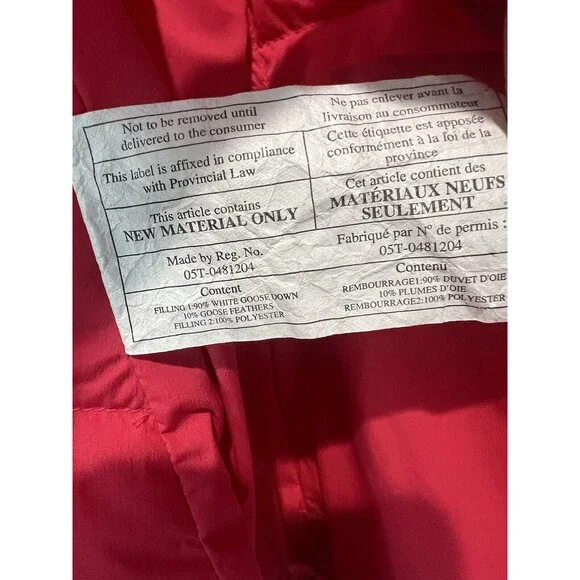 Not to be removed until
delivered to the consumer
Ne pas enlever avant la
livraison au consommateur
This label is affixed in compliance
with Provincial Law
Cette étiquette est apposée
conformément à la foi de la
province
This article contains
NEW MATERIAL ONLY
Cet article contient des
MATÉRIAUX NEUFS
SEULEMENT
Made by Reg. No.
05T-0481204
Fabriqué par N° de permis :
05T-0481204
Content
FILLING 1:90% WHITE GOOSE DOWN
10% GOOSE FEATHERS
FILLING 2:100% POLYESTER
Contenu
REMBOURRAGE1:90% DUVET D'OIE
10% PLUMES D'OIE
REMBOURRAGE2:100% POLYESTER